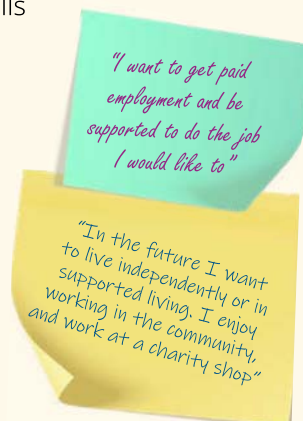 lls
“I want to get paid
employment and be
supported to do the job
I would like to”
“In the future I want
to live independently or in
supported living. I enjoy
working in the community,
and work at a charity shop”